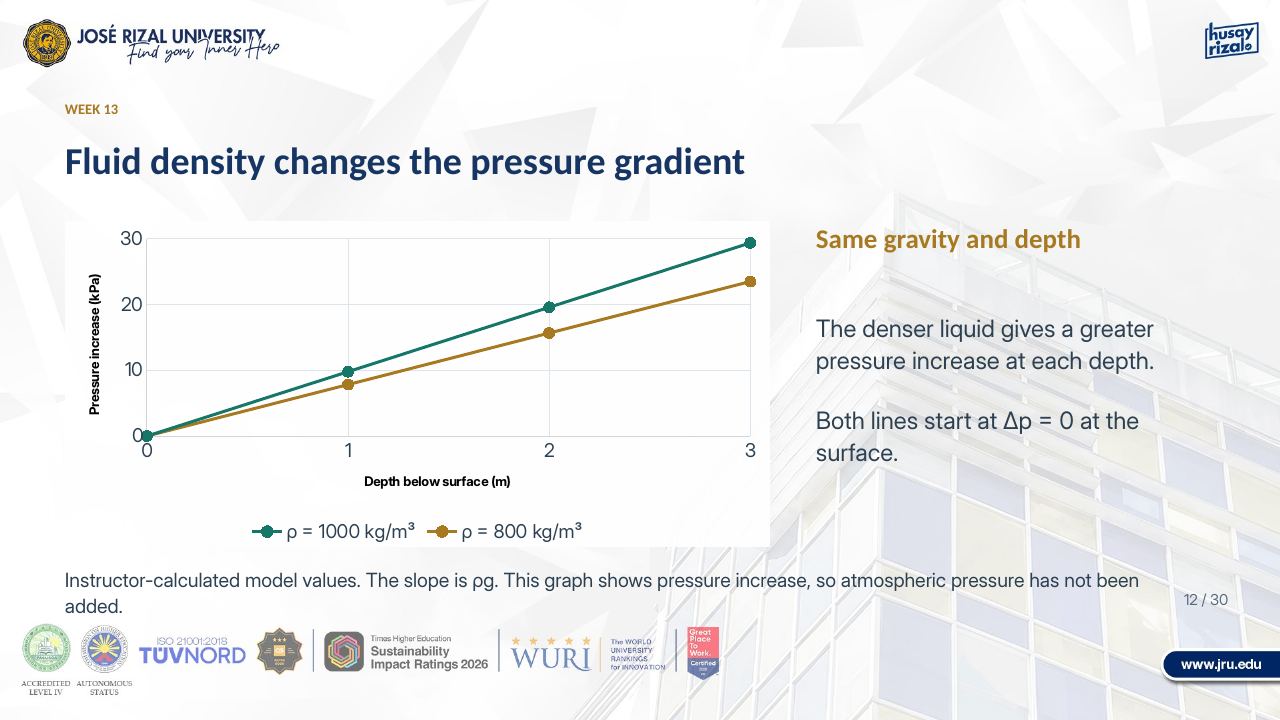 JOSÉ RIZAL UNIVERSITY
Find your Inner Hero
husay
rizal
WEEK 13
Fluid density changes the pressure gradient
30
20
10
0
Pressure increase (kPa)
0 1 2 3
Depth below surface (m)
ρ = 1000 kg/m³ ρ = 800 kg/m³
Same gravity and depth
The denser liquid gives a greater
pressure increase at each depth.
Both lines start at Δp = 0 at the
surface.
Instructor-calculated model values. The slope is ρg. This graph shows pressure increase, so atmospheric pressure has not been
added.
12 / 30
ACCREDITED
LEVEL IV
AUTONOMOUS
STATUS
ISO 21001:2018
TÜVNORD
Times Higher Education
Sustainability
Impact Ratings 2026
WURI
The WORLD
UNIVERSITY
RANKINGS
for INNOVATION
Great
Place
To
Work.
Certified
www.jru.edu